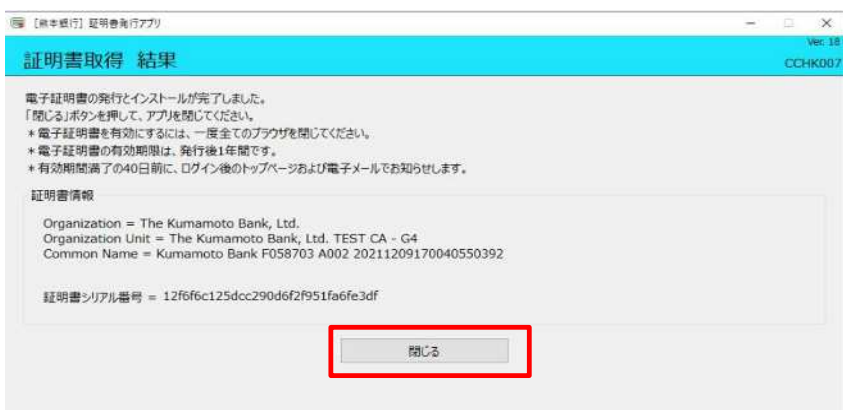 [熊本銀行] 証明書発行アプリ
Ver. 18
証明書取得 結果
CCHK007
電子証明書の発行とインストールが完了しました。
「閉じる」ボタンを押して、アプリを閉じてください。
*電子証明書を有効にするには、一度全てのブラウザを閉じてください。
*電子証明書の有効期限は、発行後1年間です。
*有効期間満了の40日前に、ログイン後のトップページおよび電子メールでお知らせします。
証明書情報
Organization = The Kumamoto Bank, Ltd.
Organization Unit = The Kumamoto Bank, Ltd. TEST CA - G4
Common Name = Kumamoto Bank F058703 A002 20211209170040550392
証明書シリアル番号 = 12f6f6c125dcc290d6f2f951fa6fe3df
閉じる